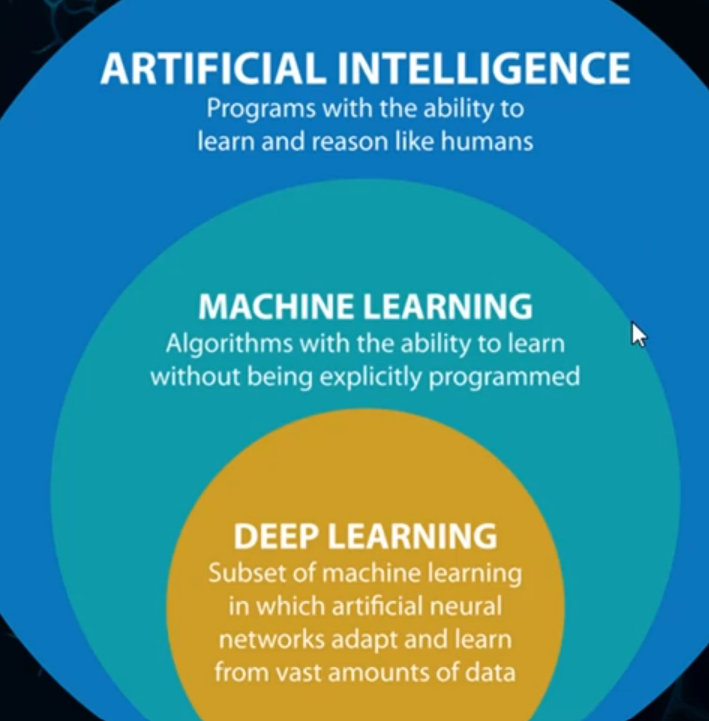 ARTIFICIAL INTELLIGENCE
Programs with the ability to
learn and reason like humans
MACHINE LEARNING
Algorithms with the ability to learn
without being explicitly programmed
DEEP LEARNING
Subset of machine learning
in which artificial neural
networks adapt and learn
from vast amounts of data